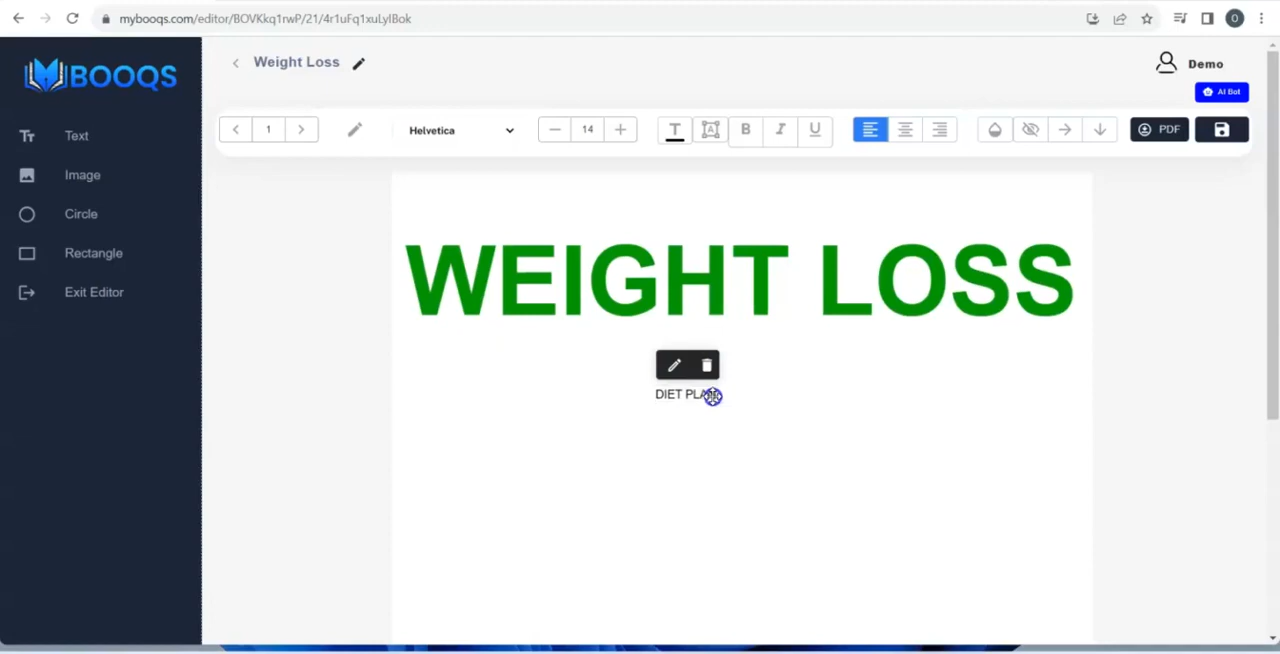 mybooqs.com/editor/BOVKkq1rwP/21/4r1uFq1xuLyIBok
BOOQS
Weight Loss
Demo
AI Bot
Text
1
Helvetica
14
T
A
B
I
U
PDF
Image
Circle
Rectangle
Exit Editor
WEIGHT LOSS
DIET PLAN